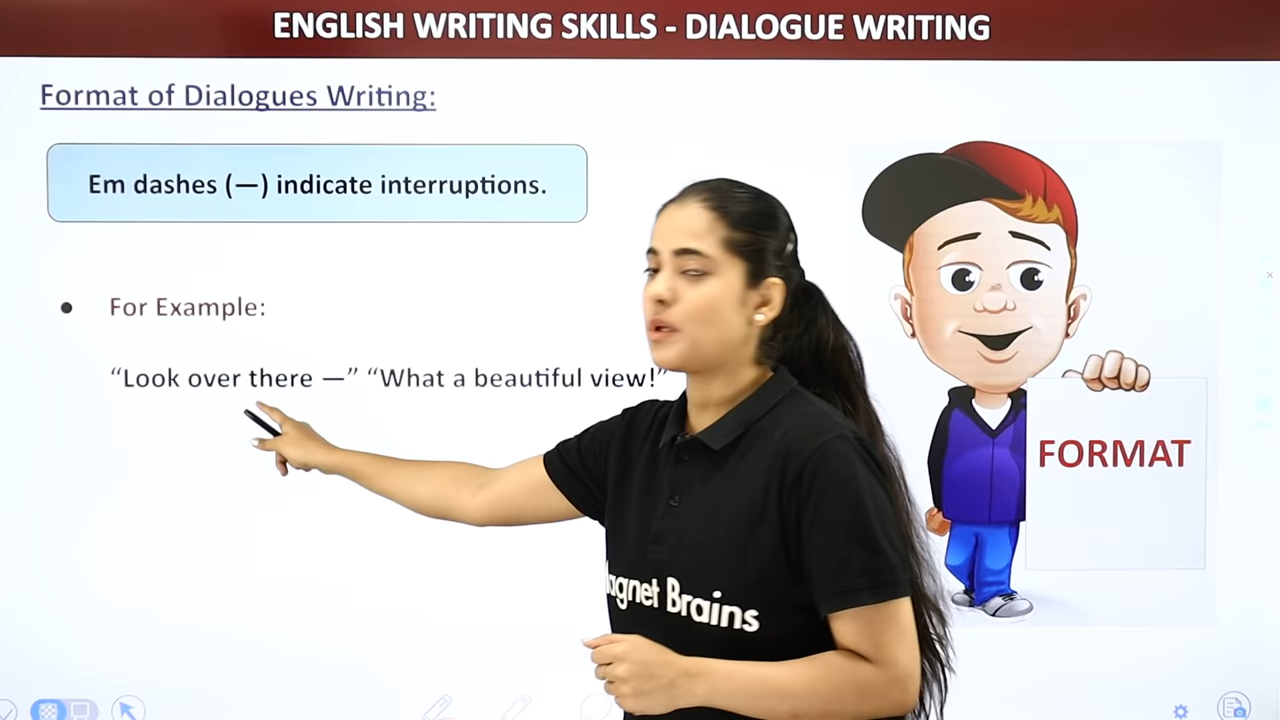 ENGLISH WRITING SKILLS - DIALOGUE WRITING
Format of Dialogues Writing:
Em dashes (—) indicate interruptions.
● For Example:
“Look over there —” “What a beautiful view!”
FORMAT
Brains